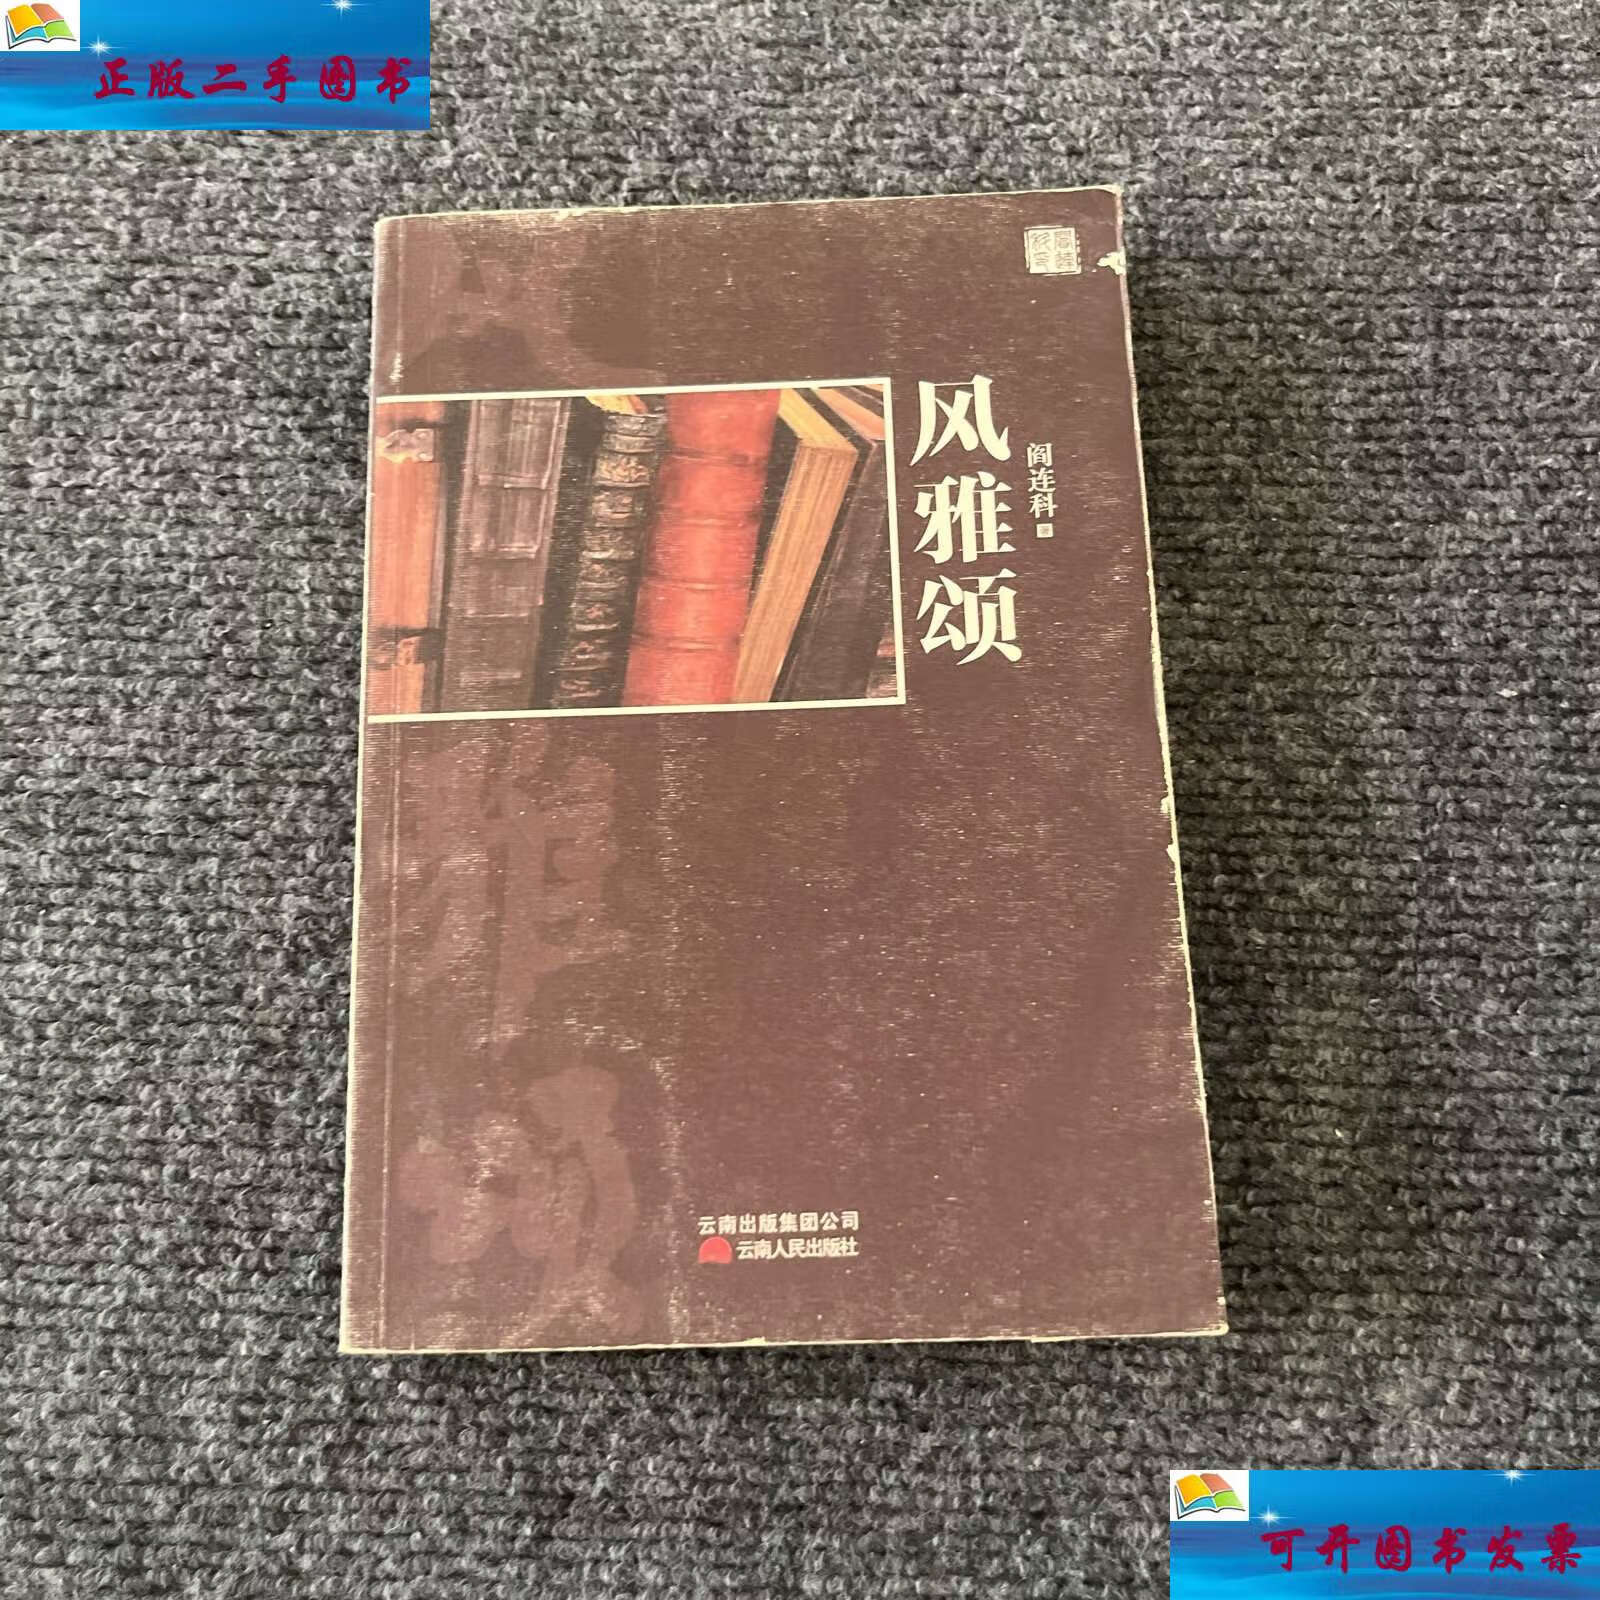 正版二手图书
风雅颂
阎连科 著
云南出版集团公司
云南人民出版社
可开图书发票